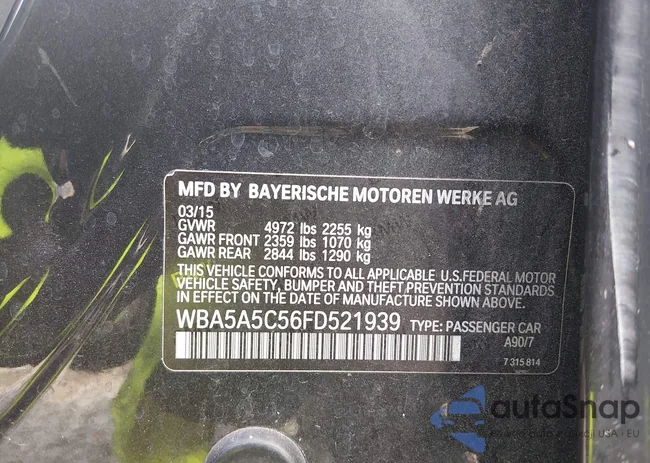 MFD BY BAYERISCHE MOTOREN WERKE AG
03/15
GVWR 4972 lbs 2255 kg
GAWR FRONT 2359 lbs 1070 kg
GAWR REAR 2844 lbs 1290 kg
THIS VEHICLE CONFORMS TO ALL APPLICABLE U.S.FEDERAL MOTOR
VEHICLE SAFETY, BUMPER AND THEFT PREVENTION STANDARDS
IN EFFECT ON THE DATE OF MANUFACTURE SHOWN ABOVE.
WBA5A5C56FD521939 TYPE: PASSENGER CAR
A90/7
7 315 814
autoSnap
USA i EU